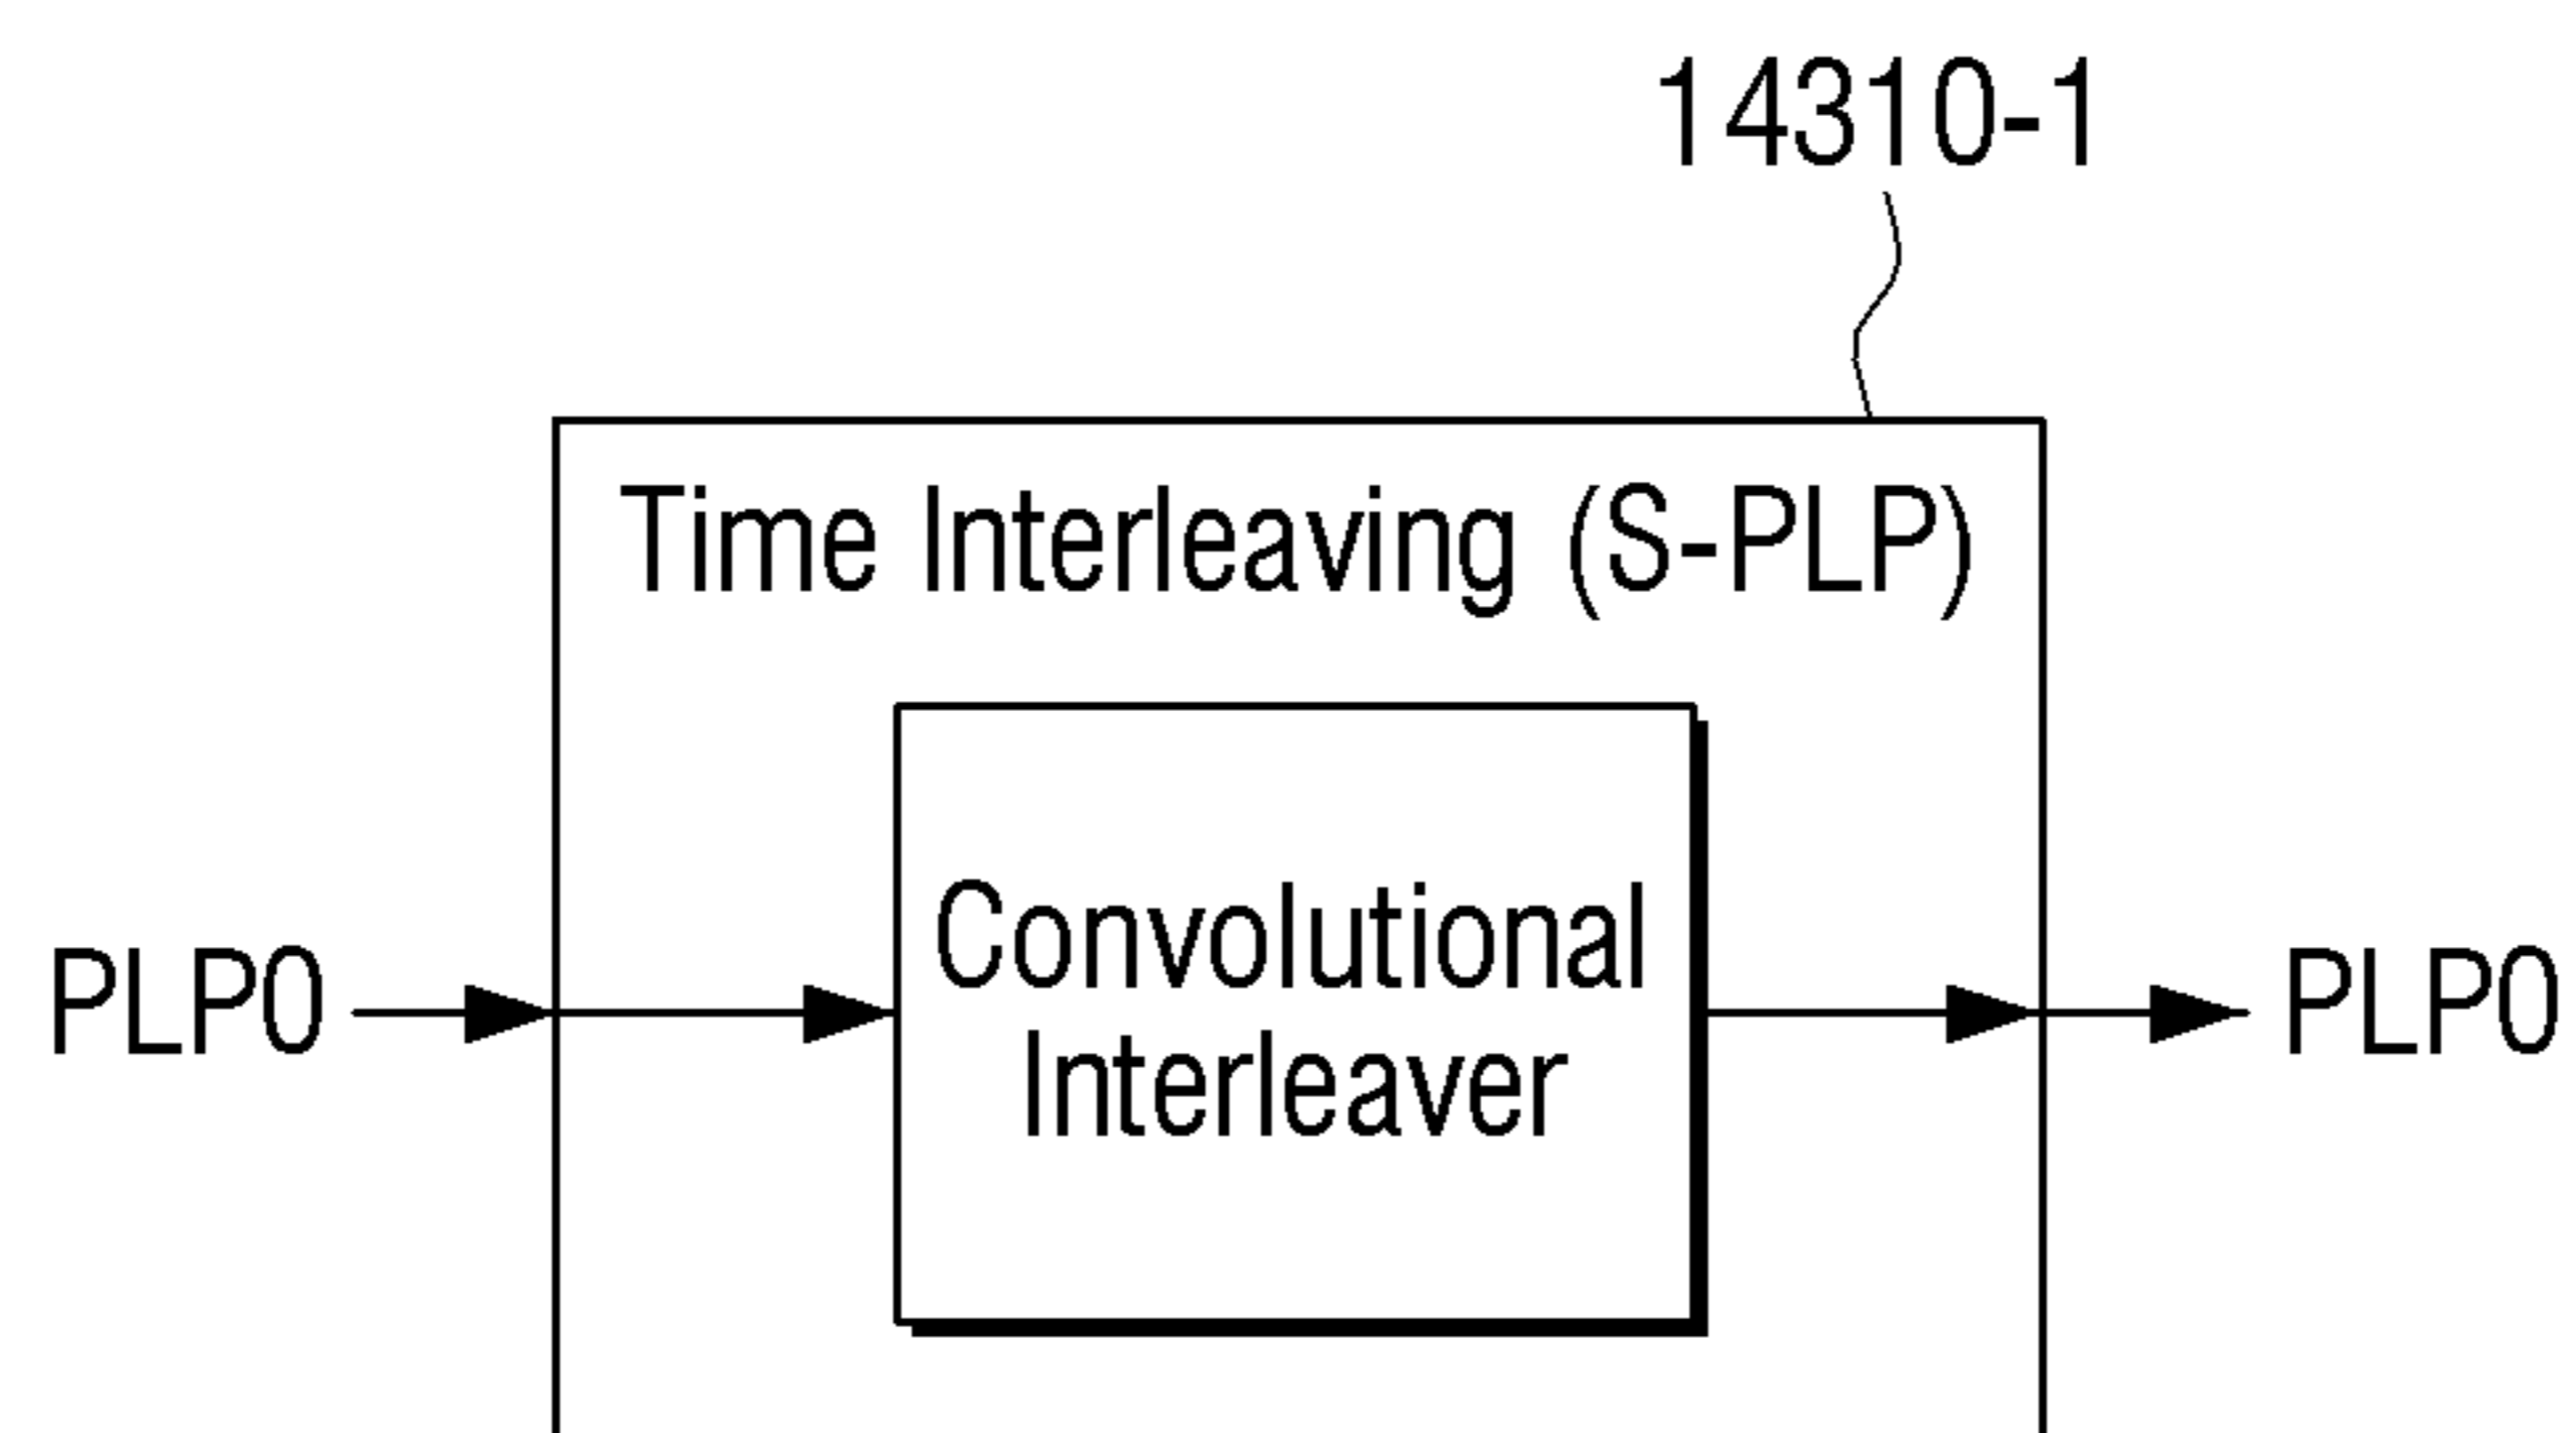 14310-1
Time Interleaving (S-PLP)
Convolutional
Interleaver
PLP0
PLP0